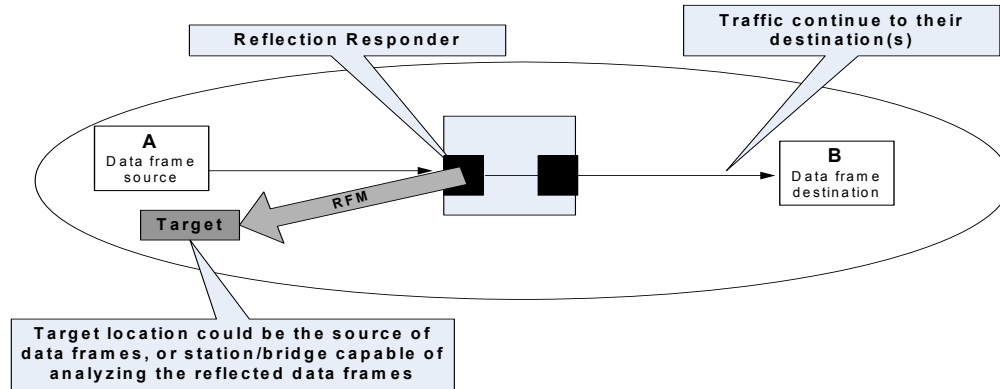 Reflection Responder
Traffic continue to their
destination(s)
A
Data frame
source
B
Data frame
destination
RFM
Target
Target location could be the source of
data frames, or station/bridge capable of
analyzing the reflected data frames